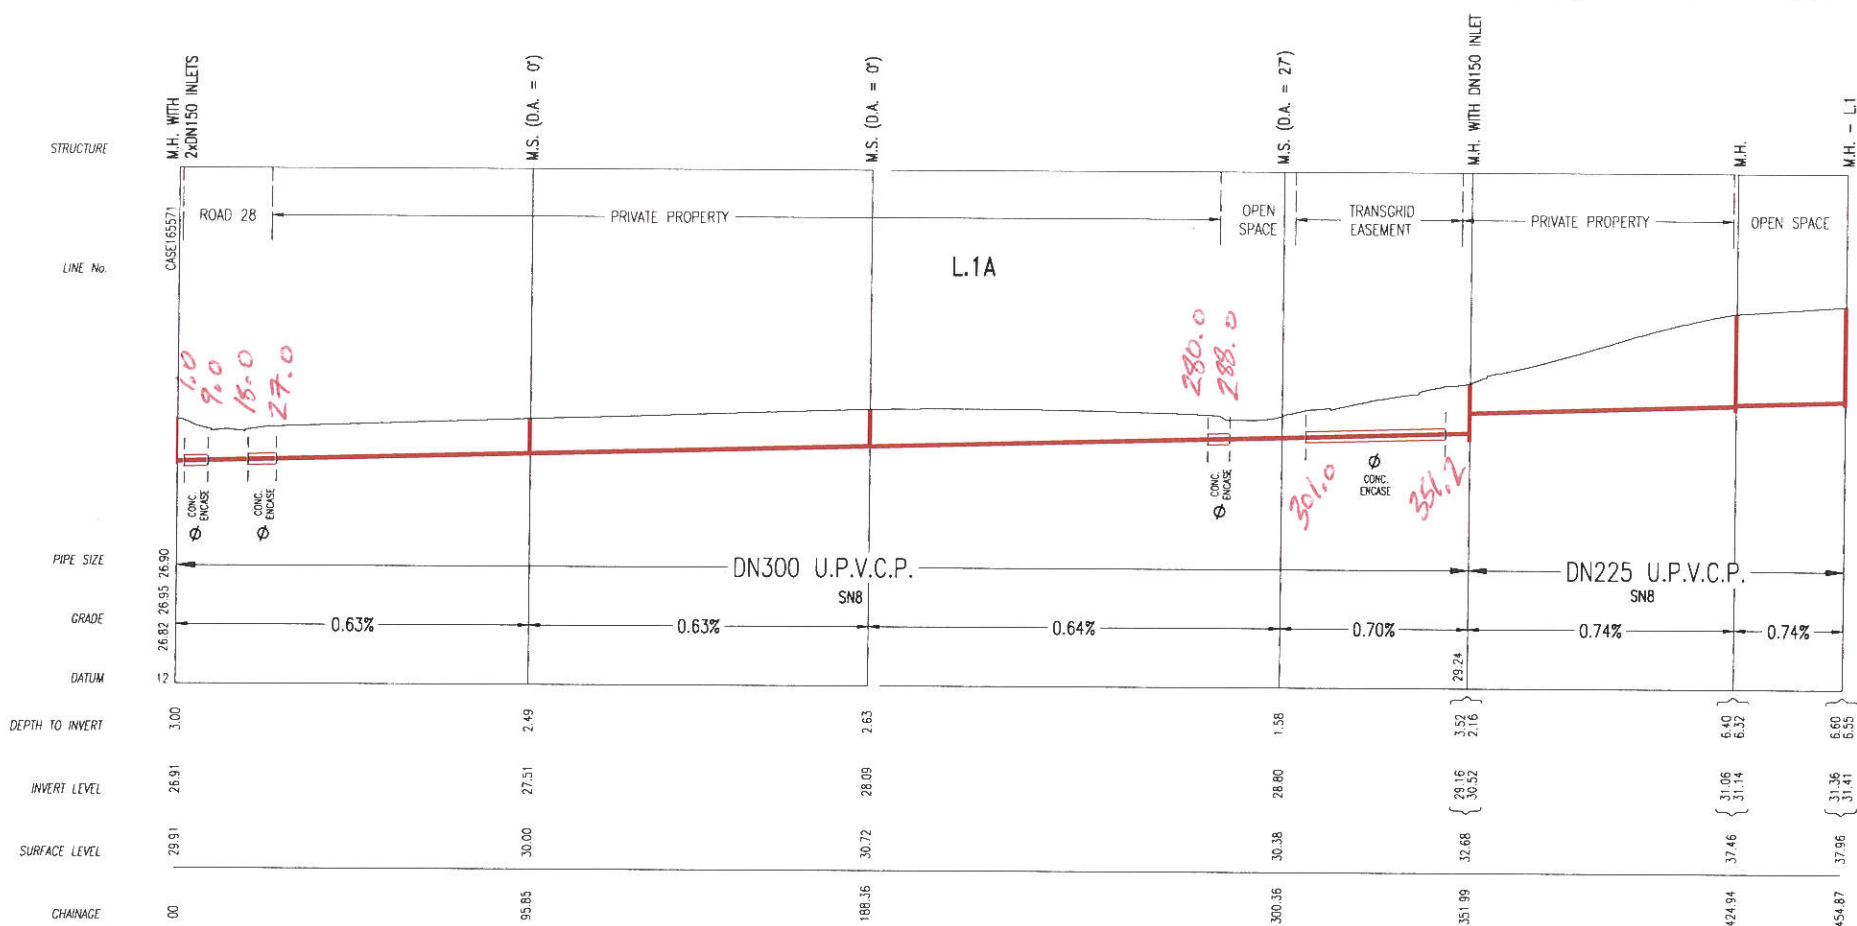 STRUCTURE
M.H. WITH
2xDN150 INLETS
M.S. (D.A. = 0°)
M.S. (D.A. = 0°)
M.S. (D.A. = 27°)
M.H. WITH DN150 INLET
M.H.
M.H. - L.1
LINE No.
CASE165571
ROAD 28
PRIVATE PROPERTY
OPEN
SPACE
TRANSGRID
EASEMENT
PRIVATE PROPERTY
OPEN SPACE
L.1A
1.0
9.0
27.0
280.0
288.0
301.0
351.2
CONC.
ENCASE
Ø
CONC.
ENCASE
Ø
CONC.
ENCASE
Ø
Ø
CONC.
ENCASE
PIPE SIZE
DN300 U.P.V.C.P.
SN8
DN225 U.P.V.C.P.
SN8
GRADE
26.82 26.95 26.90
0.63%
0.63%
0.64%
0.70%
0.74%
0.74%
DATUM
12
29.24
DEPTH TO INVERT
3.00
2.49
2.63
1.58
3.52
2.16
6.40
6.32
6.60
6.55
INVERT LEVEL
26.91
27.51
28.09
28.80
29.16
30.52
31.06
31.14
31.36
31.41
SURFACE LEVEL
29.91
30.00
30.72
30.38
32.68
37.46
37.96
CHAINAGE
00
95.85
188.36
300.36
351.99
424.94
454.87